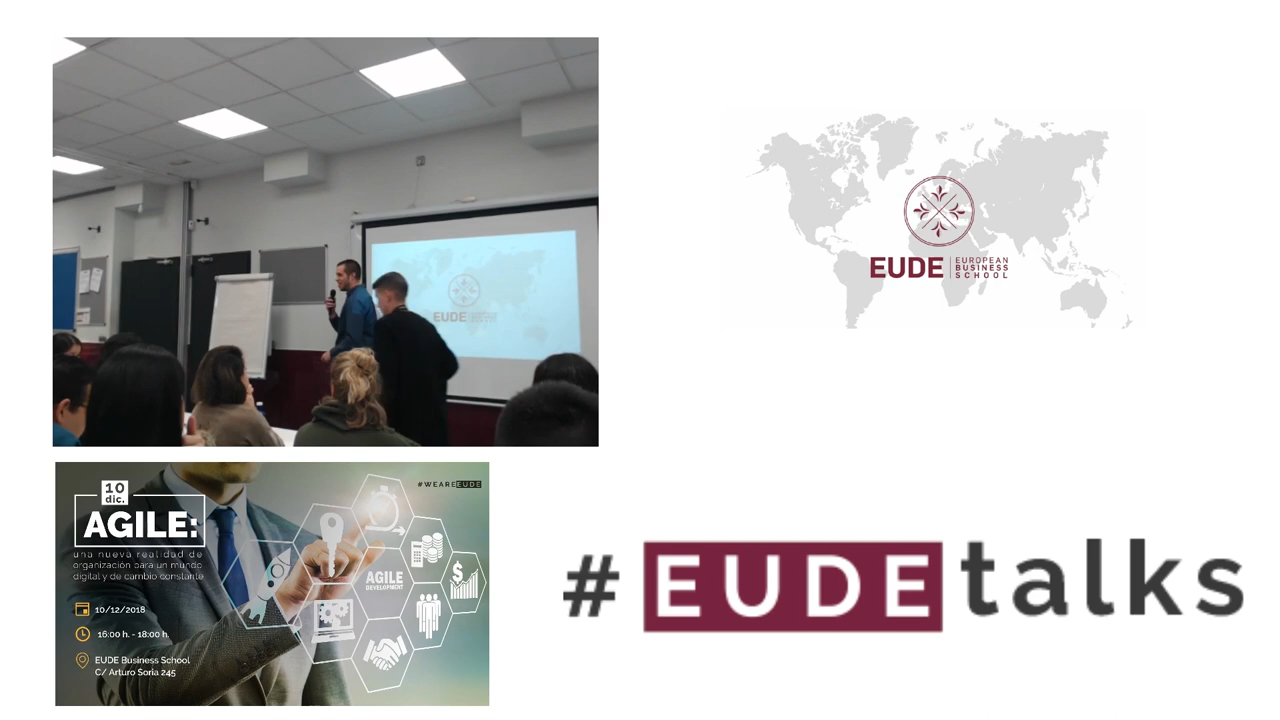 EUDE
EUDE
EUROPEAN
BUSINESS
SCHOOL
#WEAREEUDE
10
dic.
AGILE:
una nueva realidad de
organización para un mundo
digital y de cambio constante
10/12/2018
16:00 h. - 18:00 h.
EUDE Business School
C/ Arturo Soria 245
AGILE
DEVELOPMENT
#EUDEtalks